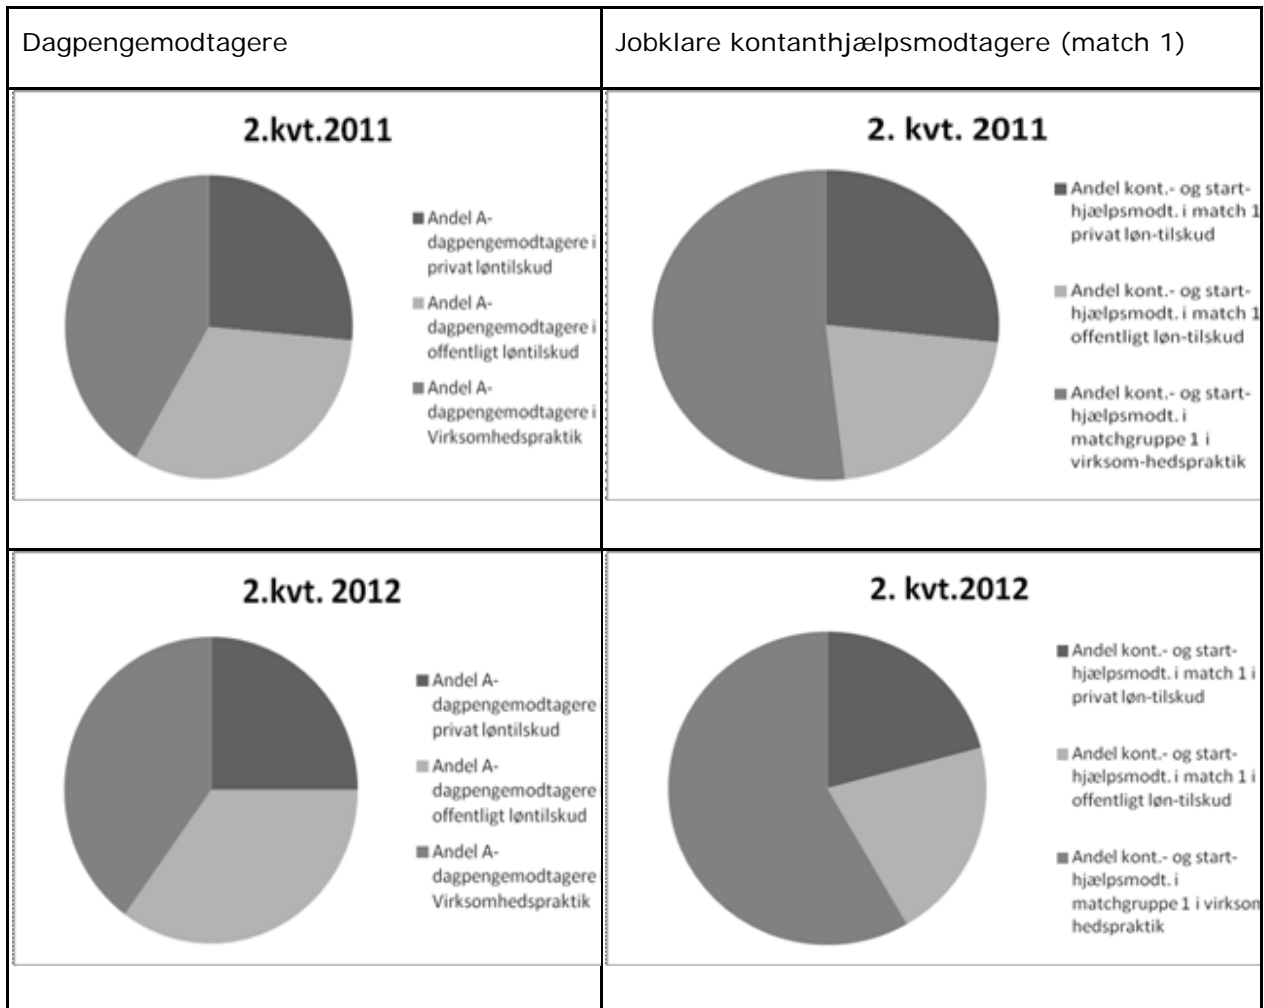 Dagpengemodtagere
Jobklare kontanthjælpsmodtagere (match 1)
2.kvt.2011
Andel A-
dagpengemodtagere i
privat løntilskud
Andel A-
dagpengemodtagere i
offentligt løntilskud
Andel A-
dagpengemodtagere i
Virksomhedspraktik
2. kvt. 2011
Andel kont.- og start-
hjælpsmodt. i match 1
privat løn-tilskud
Andel kont.- og start-
hjælpsmodt. i match 1
offentligt løn-tilskud
Andel kont.- og start-
hjælpsmodt. i
matchgruppe 1 i
virksom-hedspraktik
2.kvt. 2012
Andel A-
dagpengemodtagere
privat løntilskud
Andel A-
dagpengemodtagere
offentligt løntilskud
Andel A-
dagpengemodtagere
Virksomhedspraktik
2. kvt.2012
Andel kont.- og start-
hjælpsmodt. i match 1 i
privat løn-tilskud
Andel kont.- og start-
hjælpsmodt. i match 1 i
offentligt løn-tilskud
Andel kont.- og start-
hjælpsmodt. i
matchgruppe 1 i virksom
hedspraktik